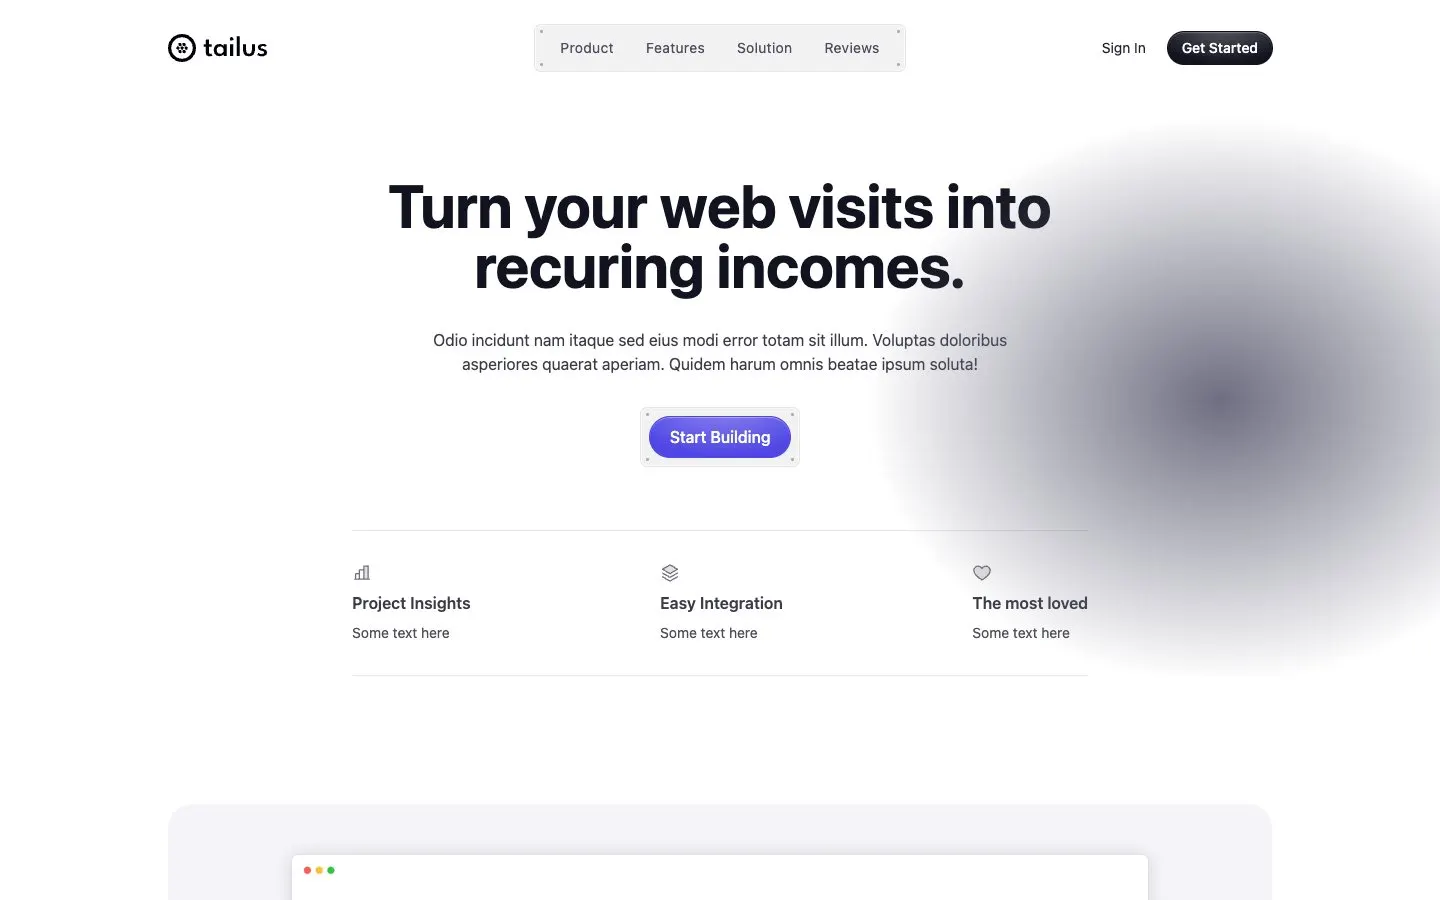 tailus
Product Features Solution Reviews
Sign In Get Started
Turn your web visits into
recuring incomes.
Odio incidunt nam itaque sed eius modi error totam sit illum. Voluptas doloribus
asperiores quaerat aperiam. Quidem harum omnis beatae ipsum soluta!
Start Building
Project Insights
Some text here
Easy Integration
Some text here
The most loved
Some text here